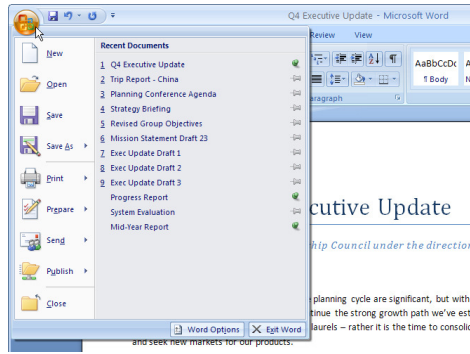 Q4 Executive Update - Microsoft Word
Review View
New
Open
Save
Save As
Print
Prepare
Send
Publish
Close
Recent Documents
1 Q4 Executive Update
2 Trip Report - China
3 Planning Conference Agenda
4 Strategy Briefing
5 Revised Group Objectives
6 Mission Statement Draft 23
7 Exec Update Draft 1
8 Exec Update Draft 2
9 Exec Update Draft 3
Progress Report
System Evaluation
Mid-Year Report
Word Options
Exit Word
AaBbCcDc
¶ Body
aragraph
cutive Update
hip Council under the direction
planning cycle are significant, but with
tinue the strong growth path we've est
laurels – rather it is the time to consolid
and seek new markets for our products.